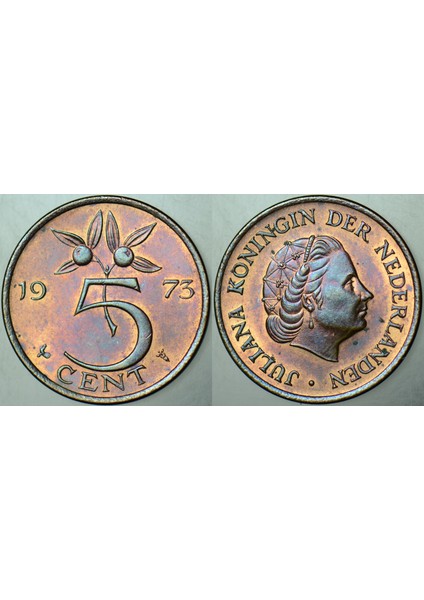 19 73
5
CENT
JULIANA KONINGIN DER NEDERLANDEN